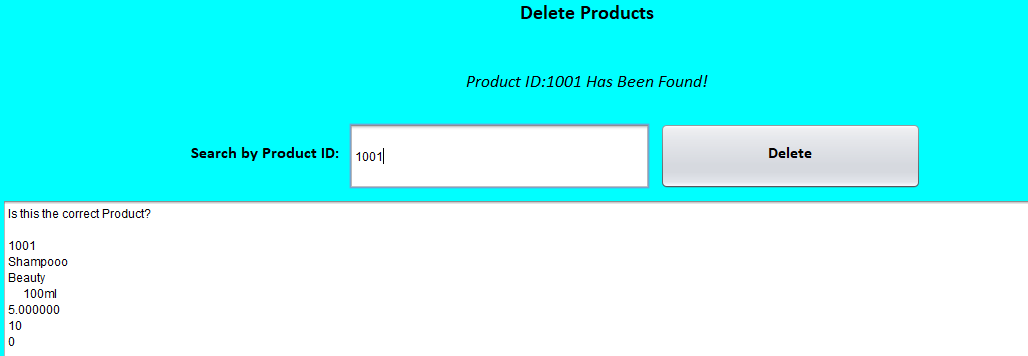 Delete Products
Product ID:1001 Has Been Found!
Search by Product ID: 1001 Delete
Is this the correct Product?
1001
Shampooo
Beauty
100ml
5.000000
10
0